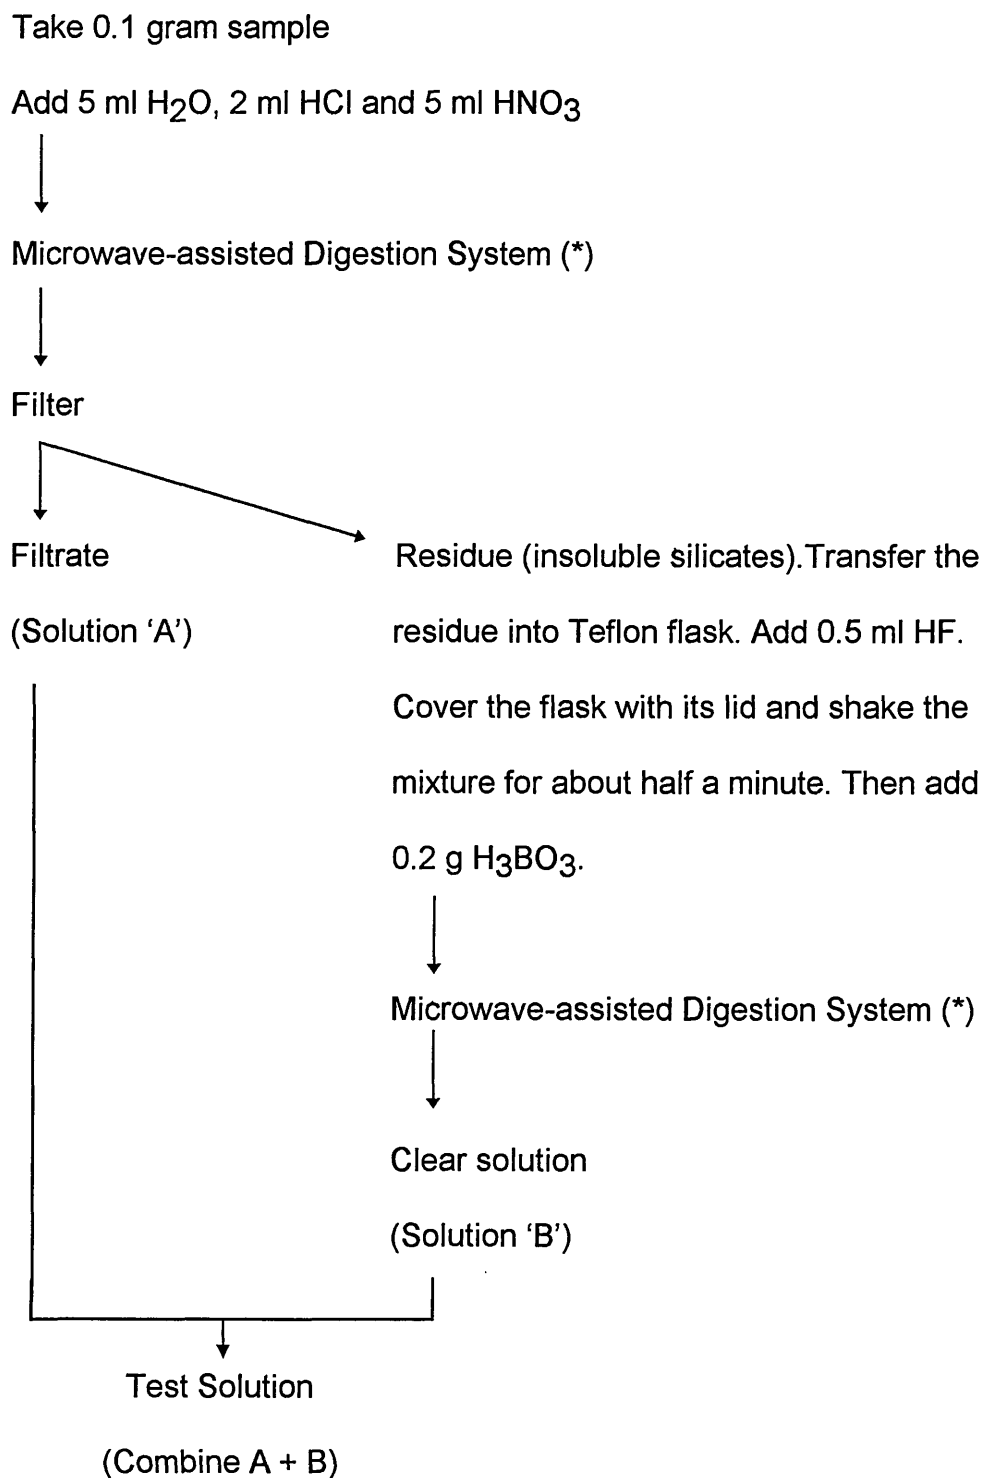 Take 0.1 gram sample
Add 5 ml H2O, 2 ml HCl and 5 ml HNO3
Microwave-assisted Digestion System (*)
Filter
Filtrate
(Solution ‘A’)
Residue (insoluble silicates).Transfer the
residue into Teflon flask. Add 0.5 ml HF.
Cover the flask with its lid and shake the
mixture for about half a minute. Then add
0.2 g H3BO3.
Microwave-assisted Digestion System (*)
Clear solution
(Solution ‘B’)
Test Solution
(Combine A + B)